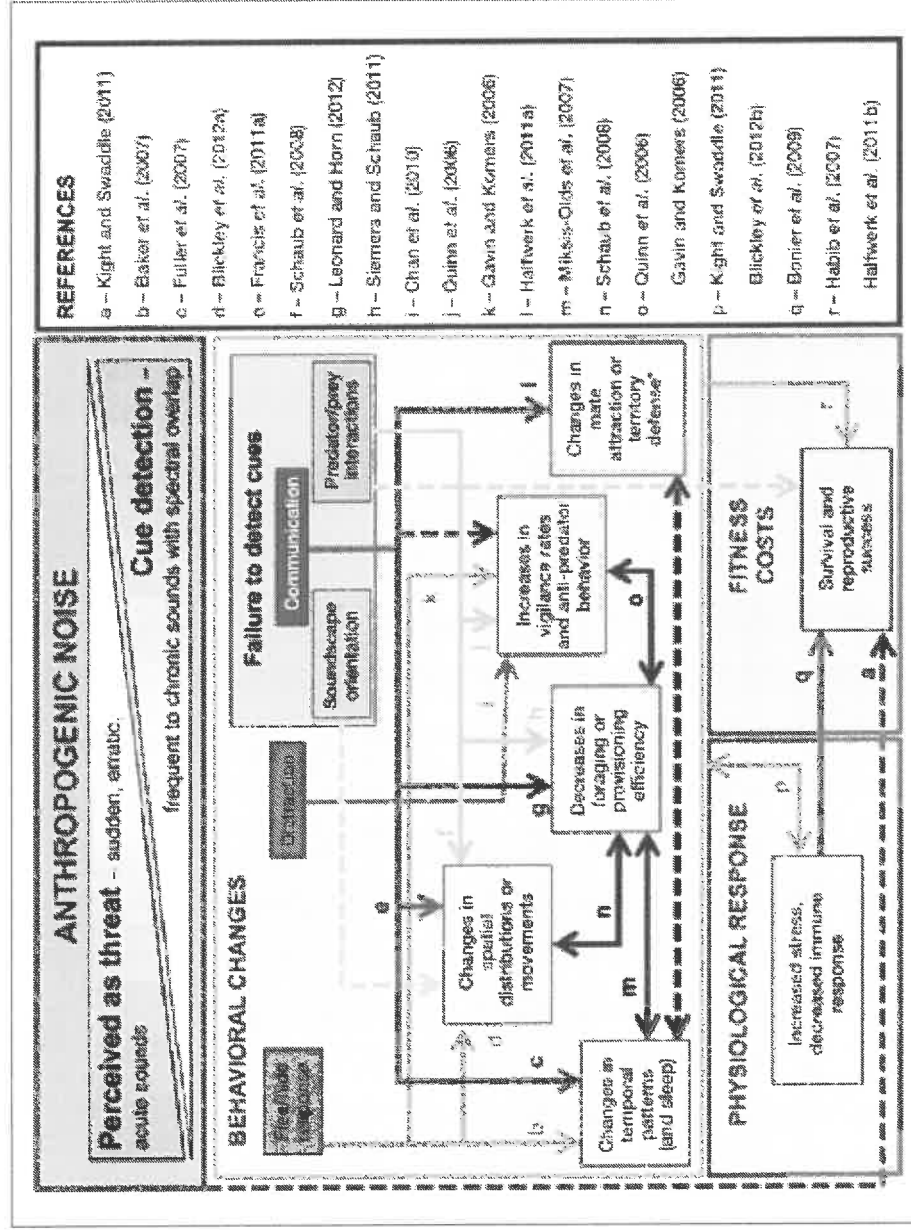 ANTHROPOGENIC NOISE
Perceived as threat - sudden, erratic,
acute sounds
Cue detection –
frequent to chronic sounds with spectral overlap
BEHAVIORAL CHANGES
Distraction
Failure to detect cues
Communication
Soundscape
orientation
Predator/prey
interactions
Changes in
temporal
patterns
(and sleep)
Changes in
spatial
distributions or
movements
Decreases in
foraging or
provisioning
efficiency
Increases in
vigilance rates
and anti-predator
behavior
Changes in
mate
attraction or
territory
defense*
b
c
d
e
g
h
k
l
m
n
o
PHYSIOLOGICAL RESPONSE
Increased stress,
decreased immune
response
p
q
a
r
FITNESS
COSTS
Survival and
reproductive
success
REFERENCES
a – Kight and Swaddle (2011)
b – Baker et al. (2007)
c – Fuller et al. (2007)
d – Blickley et al. (2012a)
e – Francis et al. (2011a)
f – Schaub et al. (2008)
g – Leonard and Horn (2012)
h – Siemers and Schaub (2011)
i – Chan et al. (2010)
j – Quinn et al. (2006)
k – Gavin and Komers (2006)
l – Halfwerk et al. (2011a)
m – Miksis-Olds et al. (2007)
n – Schaub et al. (2008)
o – Quinn et al. (2006)
Gavin and Komers (2006)
p – Kight and Swaddle (2011)
Blickley et al. (2012b)
q – Bonier et al. (2009)
r – Habib et al. (2007)
Halfwerk et al. (2011b)